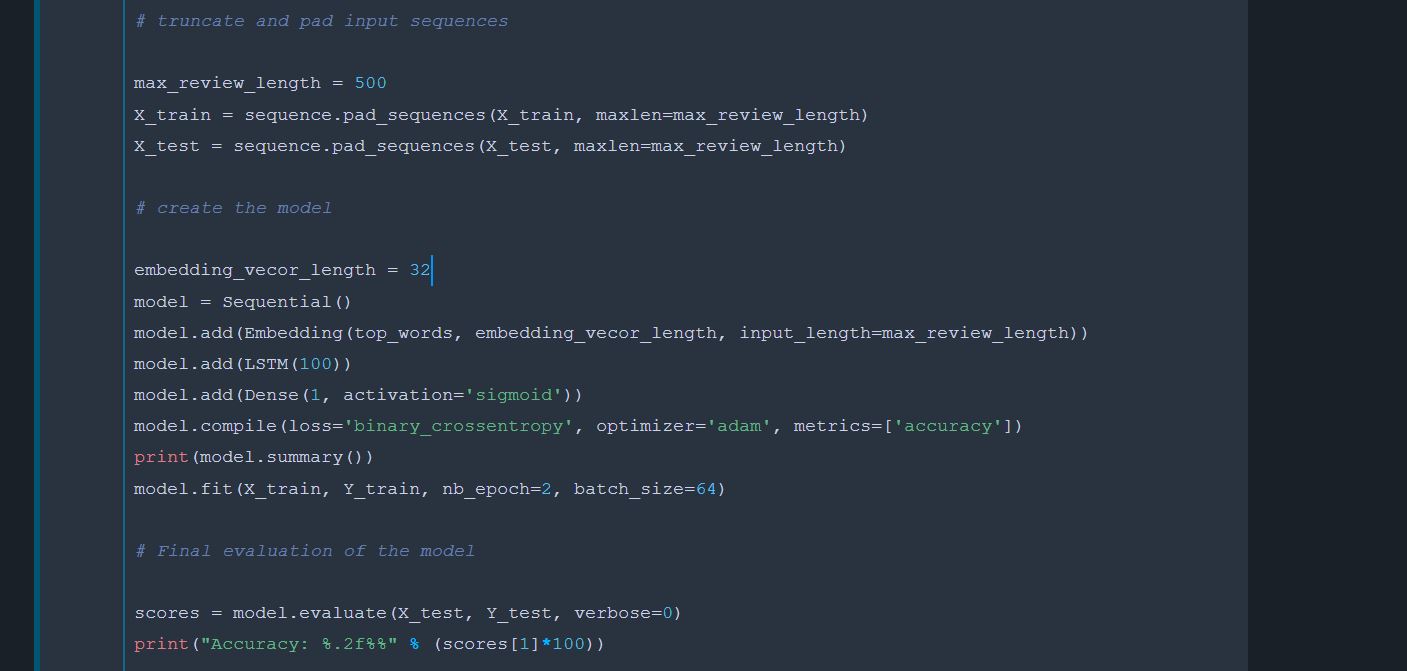 # truncate and pad input sequences
max_review_length = 500
X_train = sequence.pad_sequences(X_train, maxlen=max_review_length)
X_test = sequence.pad_sequences(X_test, maxlen=max_review_length)
# create the model
embedding_vecor_length = 32
model = Sequential()
model.add(Embedding(top_words, embedding_vecor_length, input_length=max_review_length))
model.add(LSTM(100))
model.add(Dense(1, activation='sigmoid'))
model.compile(loss='binary_crossentropy', optimizer='adam', metrics=['accuracy'])
print(model.summary())
model.fit(X_train, Y_train, nb_epoch=2, batch_size=64)
# Final evaluation of the model
scores = model.evaluate(X_test, Y_test, verbose=0)
print("Accuracy: %.2f%%" % (scores[1]*100))